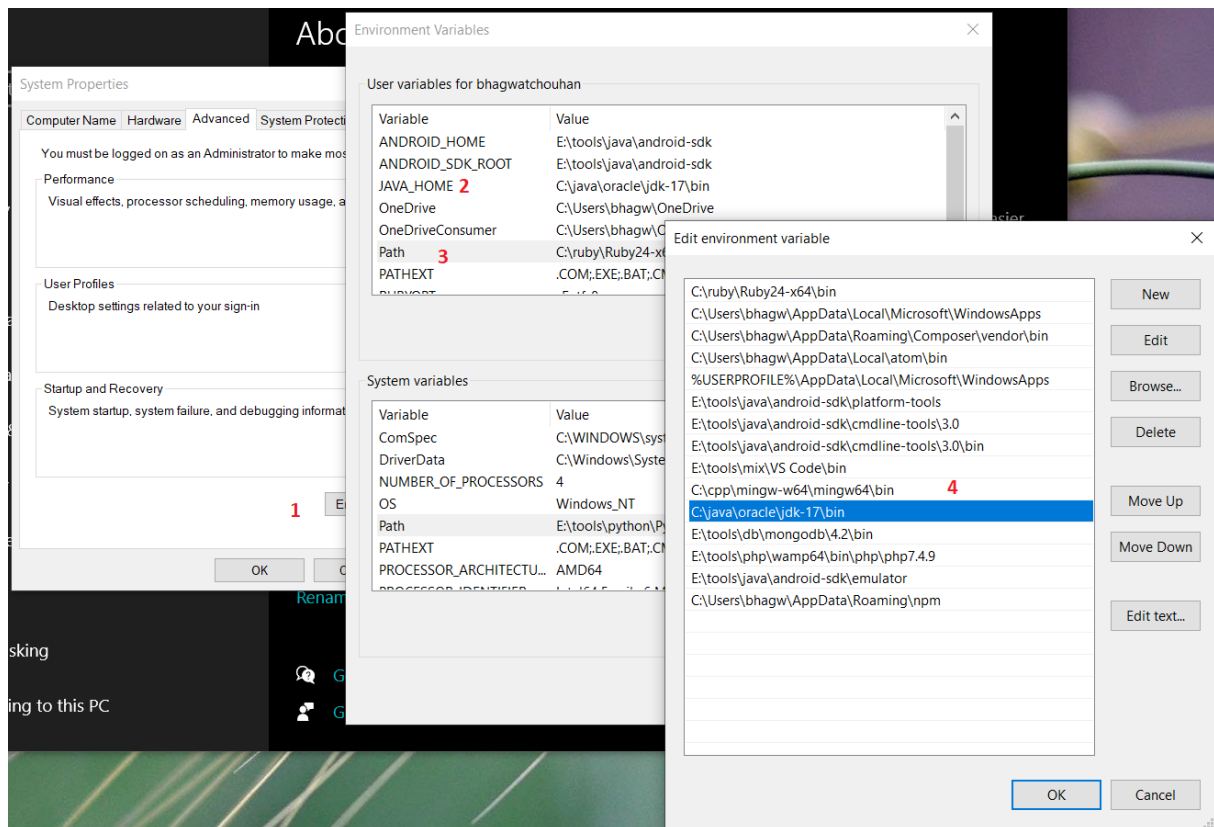 Abo
System Properties
Computer Name Hardware Advanced System Protecti
You must be logged on as an Administrator to make mos
Performance
Visual effects, processor scheduling, memory usage, a
User Profiles
Desktop settings related to your sign-in
Startup and Recovery
System startup, system failure, and debugging informat
1
OK
Renam
sking
ing to this PC
G
G
Environment Variables
User variables for bhagwatchouhan
Variable Value
ANDROID_HOME E:\tools\java\android-sdk
ANDROID_SDK_ROOT E:\tools\java\android-sdk
JAVA_HOME 2 C:\java\oracle\jdk-17\bin
OneDrive C:\Users\bhagw\OneDrive
OneDriveConsumer C:\Users\bhagw\O
Path 3 C:\ruby\Ruby24-x6
PATHEXT .COM;.EXE;.BAT;.CM
System variables
Variable Value
ComSpec C:\WINDOWS\syst
DriverData C:\Windows\Syste
NUMBER_OF_PROCESSORS 4
OS Windows_NT
Path E:\tools\python\Py
PATHEXT .COM;.EXE;.BAT;.CM
PROCESSOR_ARCHITECTU... AMD64
Edit environment variable
C:\ruby\Ruby24-x64\bin
C:\Users\bhagw\AppData\Local\Microsoft\WindowsApps
C:\Users\bhagw\AppData\Roaming\Composer\vendor\bin
C:\Users\bhagw\AppData\Local\atom\bin
%USERPROFILE%\AppData\Local\Microsoft\WindowsApps
E:\tools\java\android-sdk\platform-tools
E:\tools\java\android-sdk\cmdline-tools\3.0
E:\tools\java\android-sdk\cmdline-tools\3.0\bin
E:\tools\mix\VS Code\bin
C:\cpp\mingw-w64\mingw64\bin
4
C:\java\oracle\jdk-17\bin
E:\tools\db\mongodb\4.2\bin
E:\tools\php\wamp64\bin\php\php7.4.9
E:\tools\java\android-sdk\emulator
C:\Users\bhagw\AppData\Roaming\npm
New
Edit
Browse...
Delete
Move Up
Move Down
Edit text...
OK
Cancel